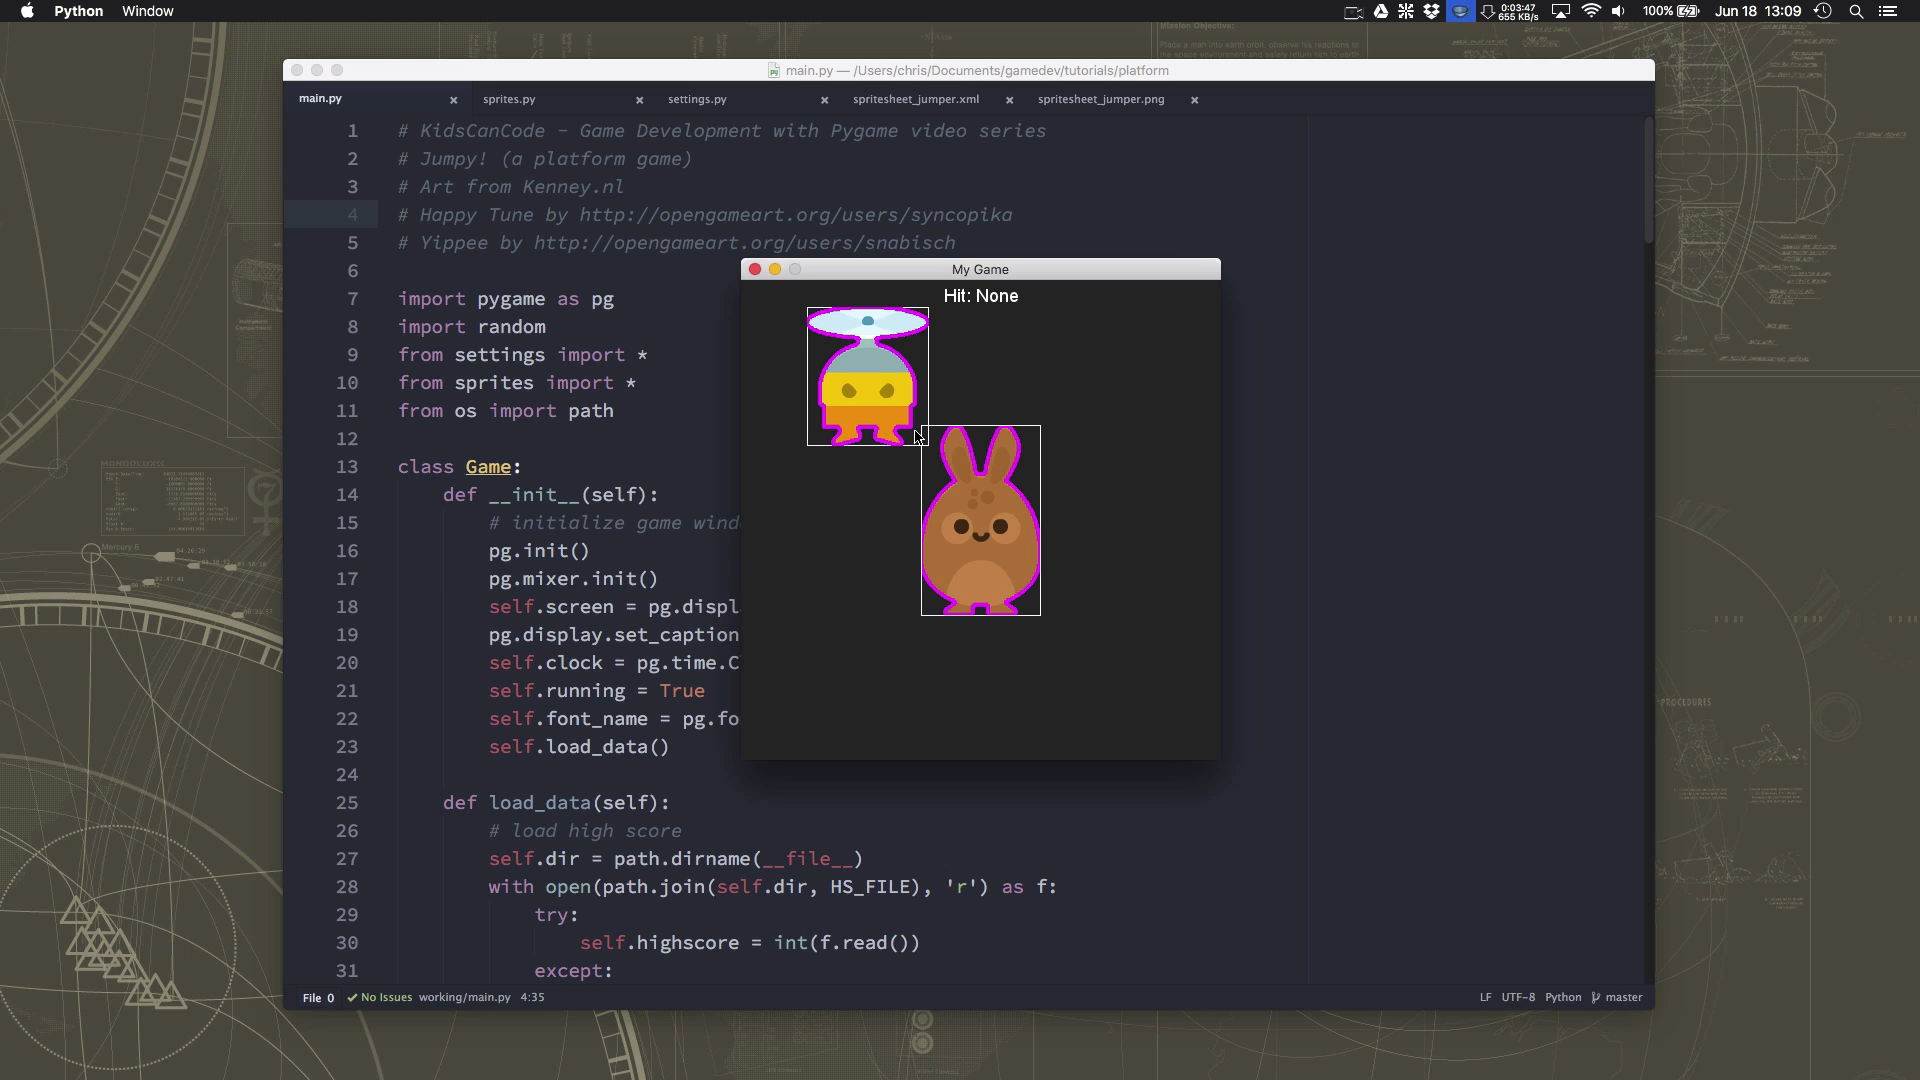 Python Window
0:03:47
655 KB/s
100%
Jun 18 13:09
Mission Objective:
main.py — /Users/chris/Documents/gamedev/tutorials/platform
main.py
sprites.py
settings.py
spritesheet_jumper.xml
spritesheet_jumper.png
1 # KidsCanCode - Game Development with Pygame video series
2 # Jumpy! (a platform game)
3 # Art from Kenney.nl
4 # Happy Tune by http://opengameart.org/users/syncopika
5 # Yippee by http://opengameart.org/users/snabisch
6
7 import pygame as pg
8 import random
9 from settings import *
10 from sprites import *
11 from os import path
12
13 class Game:
14 def __init__(self):
15 # initialize game wind
16 pg.init()
17 pg.mixer.init()
18 self.screen = pg.displ
19 pg.display.set_caption
20 self.clock = pg.time.C
21 self.running = True
22 self.font_name = pg.fo
23 self.load_data()
24
25 def load_data(self):
26 # load high score
27 self.dir = path.dirname(__file__)
28 with open(path.join(self.dir, HS_FILE), 'r') as f:
29 try:
30 self.highscore = int(f.read())
31 except:
My Game
Hit: None
File 0 No Issues working/main.py 4:35
LF UTF-8 Python master
PROCEDURES